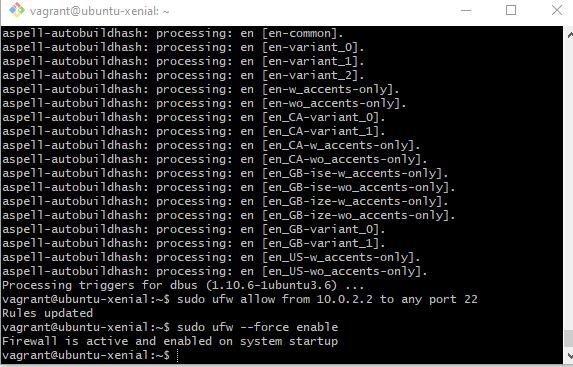 vagrant@ubuntu-xenial: ~
aspell-autobuildhash: processing: en [en-common].
aspell-autobuildhash: processing: en [en-variant_0].
aspell-autobuildhash: processing: en [en-variant_1].
aspell-autobuildhash: processing: en [en-variant_2].
aspell-autobuildhash: processing: en [en-w_accents-only].
aspell-autobuildhash: processing: en [en-wo_accents-only].
aspell-autobuildhash: processing: en [en_CA-variant_0].
aspell-autobuildhash: processing: en [en_CA-variant_1].
aspell-autobuildhash: processing: en [en_CA-w_accents-only].
aspell-autobuildhash: processing: en [en_CA-wo_accents-only].
aspell-autobuildhash: processing: en [en_GB-ise-w_accents-only].
aspell-autobuildhash: processing: en [en_GB-ise-wo_accents-only].
aspell-autobuildhash: processing: en [en_GB-ize-w_accents-only].
aspell-autobuildhash: processing: en [en_GB-ize-wo_accents-only].
aspell-autobuildhash: processing: en [en_GB-variant_0].
aspell-autobuildhash: processing: en [en_GB-variant_1].
aspell-autobuildhash: processing: en [en_US-w_accents-only].
aspell-autobuildhash: processing: en [en_US-wo_accents-only].
Processing triggers for dbus (1.10.6-1ubuntu3.6) ...
vagrant@ubuntu-xenial:~$ sudo ufw allow from 10.0.2.2 to any port 22
Rules updated
vagrant@ubuntu-xenial:~$ sudo ufw --force enable
Firewall is active and enabled on system startup
vagrant@ubuntu-xenial:~$